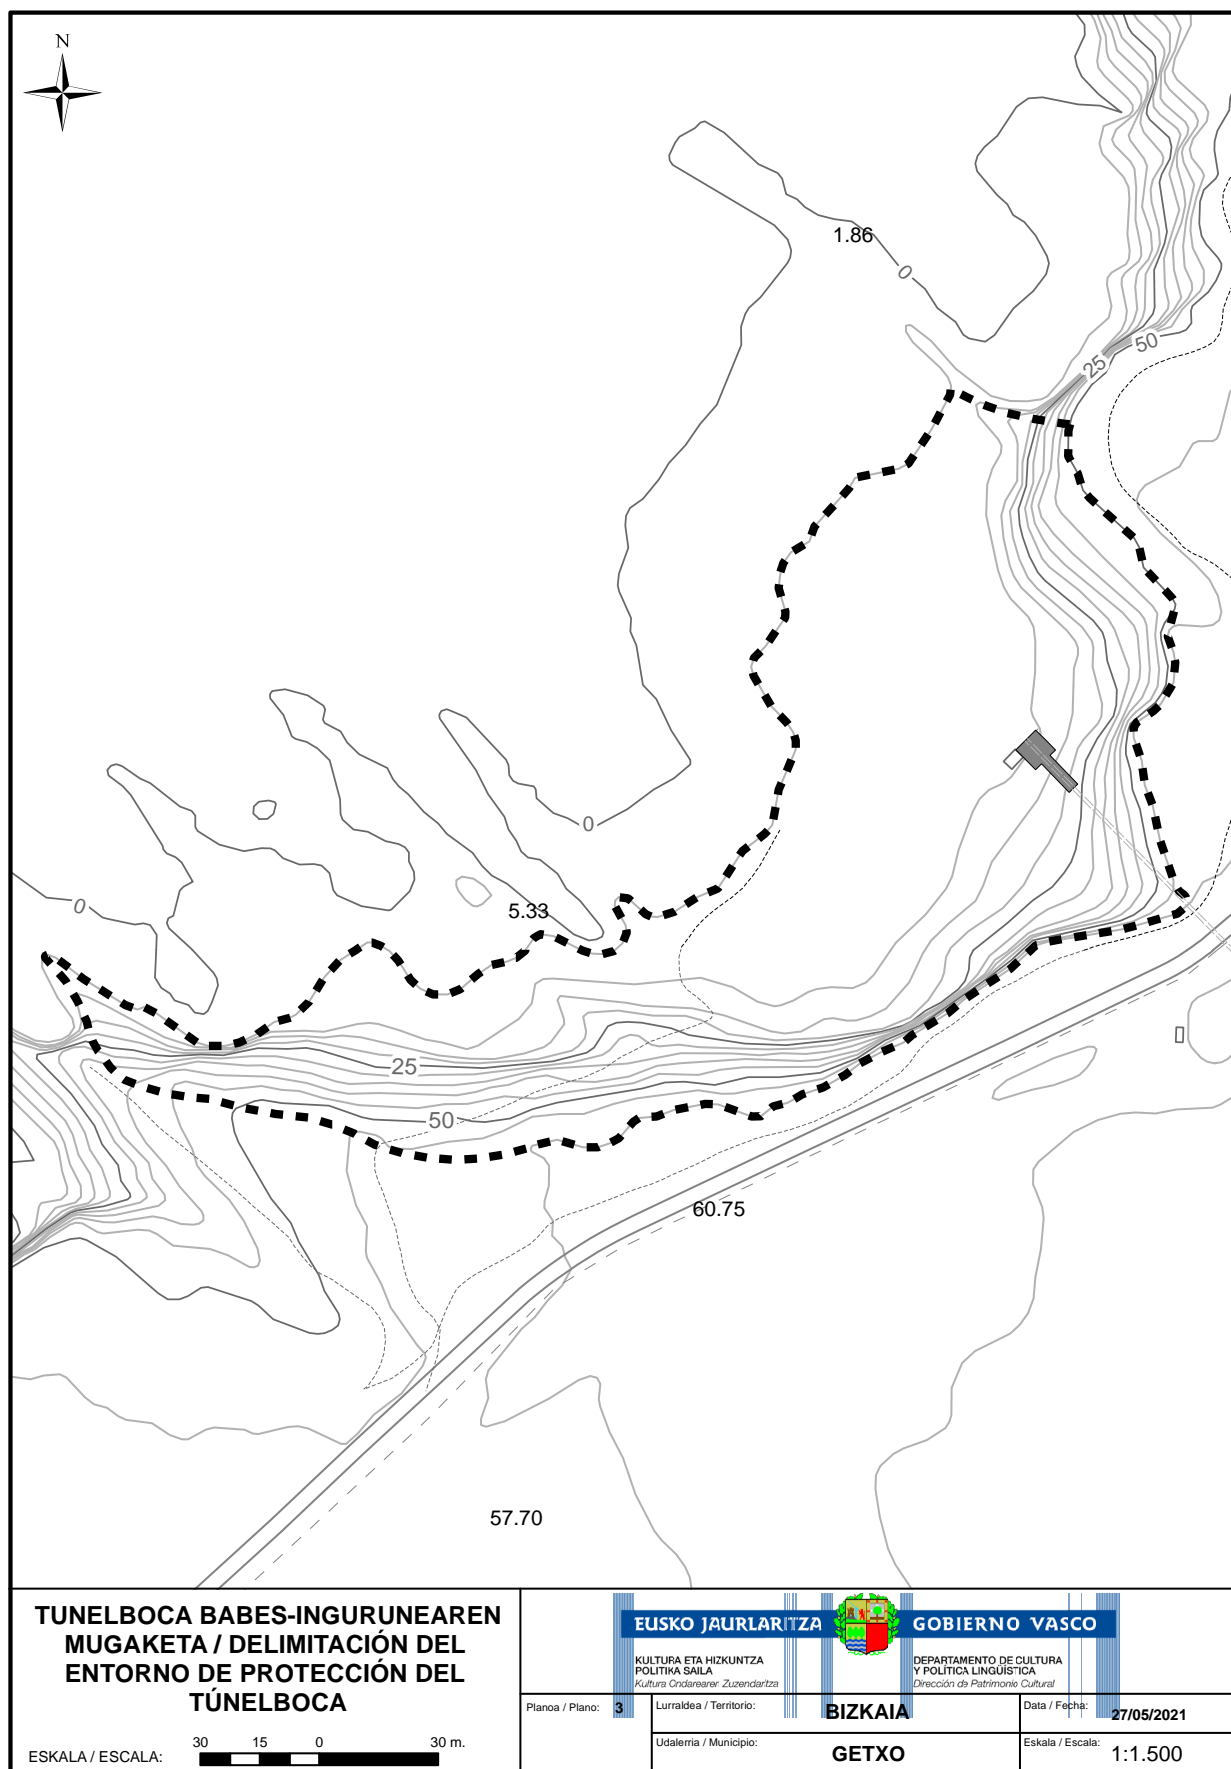 N
1.86
0
50
25
0
5.33
0
25
50
60.75
57.70
TUNELBOCA BABES-INGURUNEAREN
MUGAKETA / DELIMITACIÓN DEL
ENTORNO DE PROTECCIÓN DEL
TÚNELBOCA
ESKALA / ESCALA:
30 15 0 30 m.
EUSKO JAURLARITZA
GOBIERNO VASCO
KULTURA ETA HIZKUNTZA
POLITIKA SAILA
Kultura Ondarearen Zuzendaritza
DEPARTAMENTO DE CULTURA
Y POLÍTICA LINGÜÍSTICA
Dirección de Patrimonio Cultural
Planoa / Plano: 3
Lurraldea / Territorio: BIZKAIA
Data / Fecha: 27/05/2021
Udalerria / Municipio: GETXO
Eskala / Escala: 1:1.500